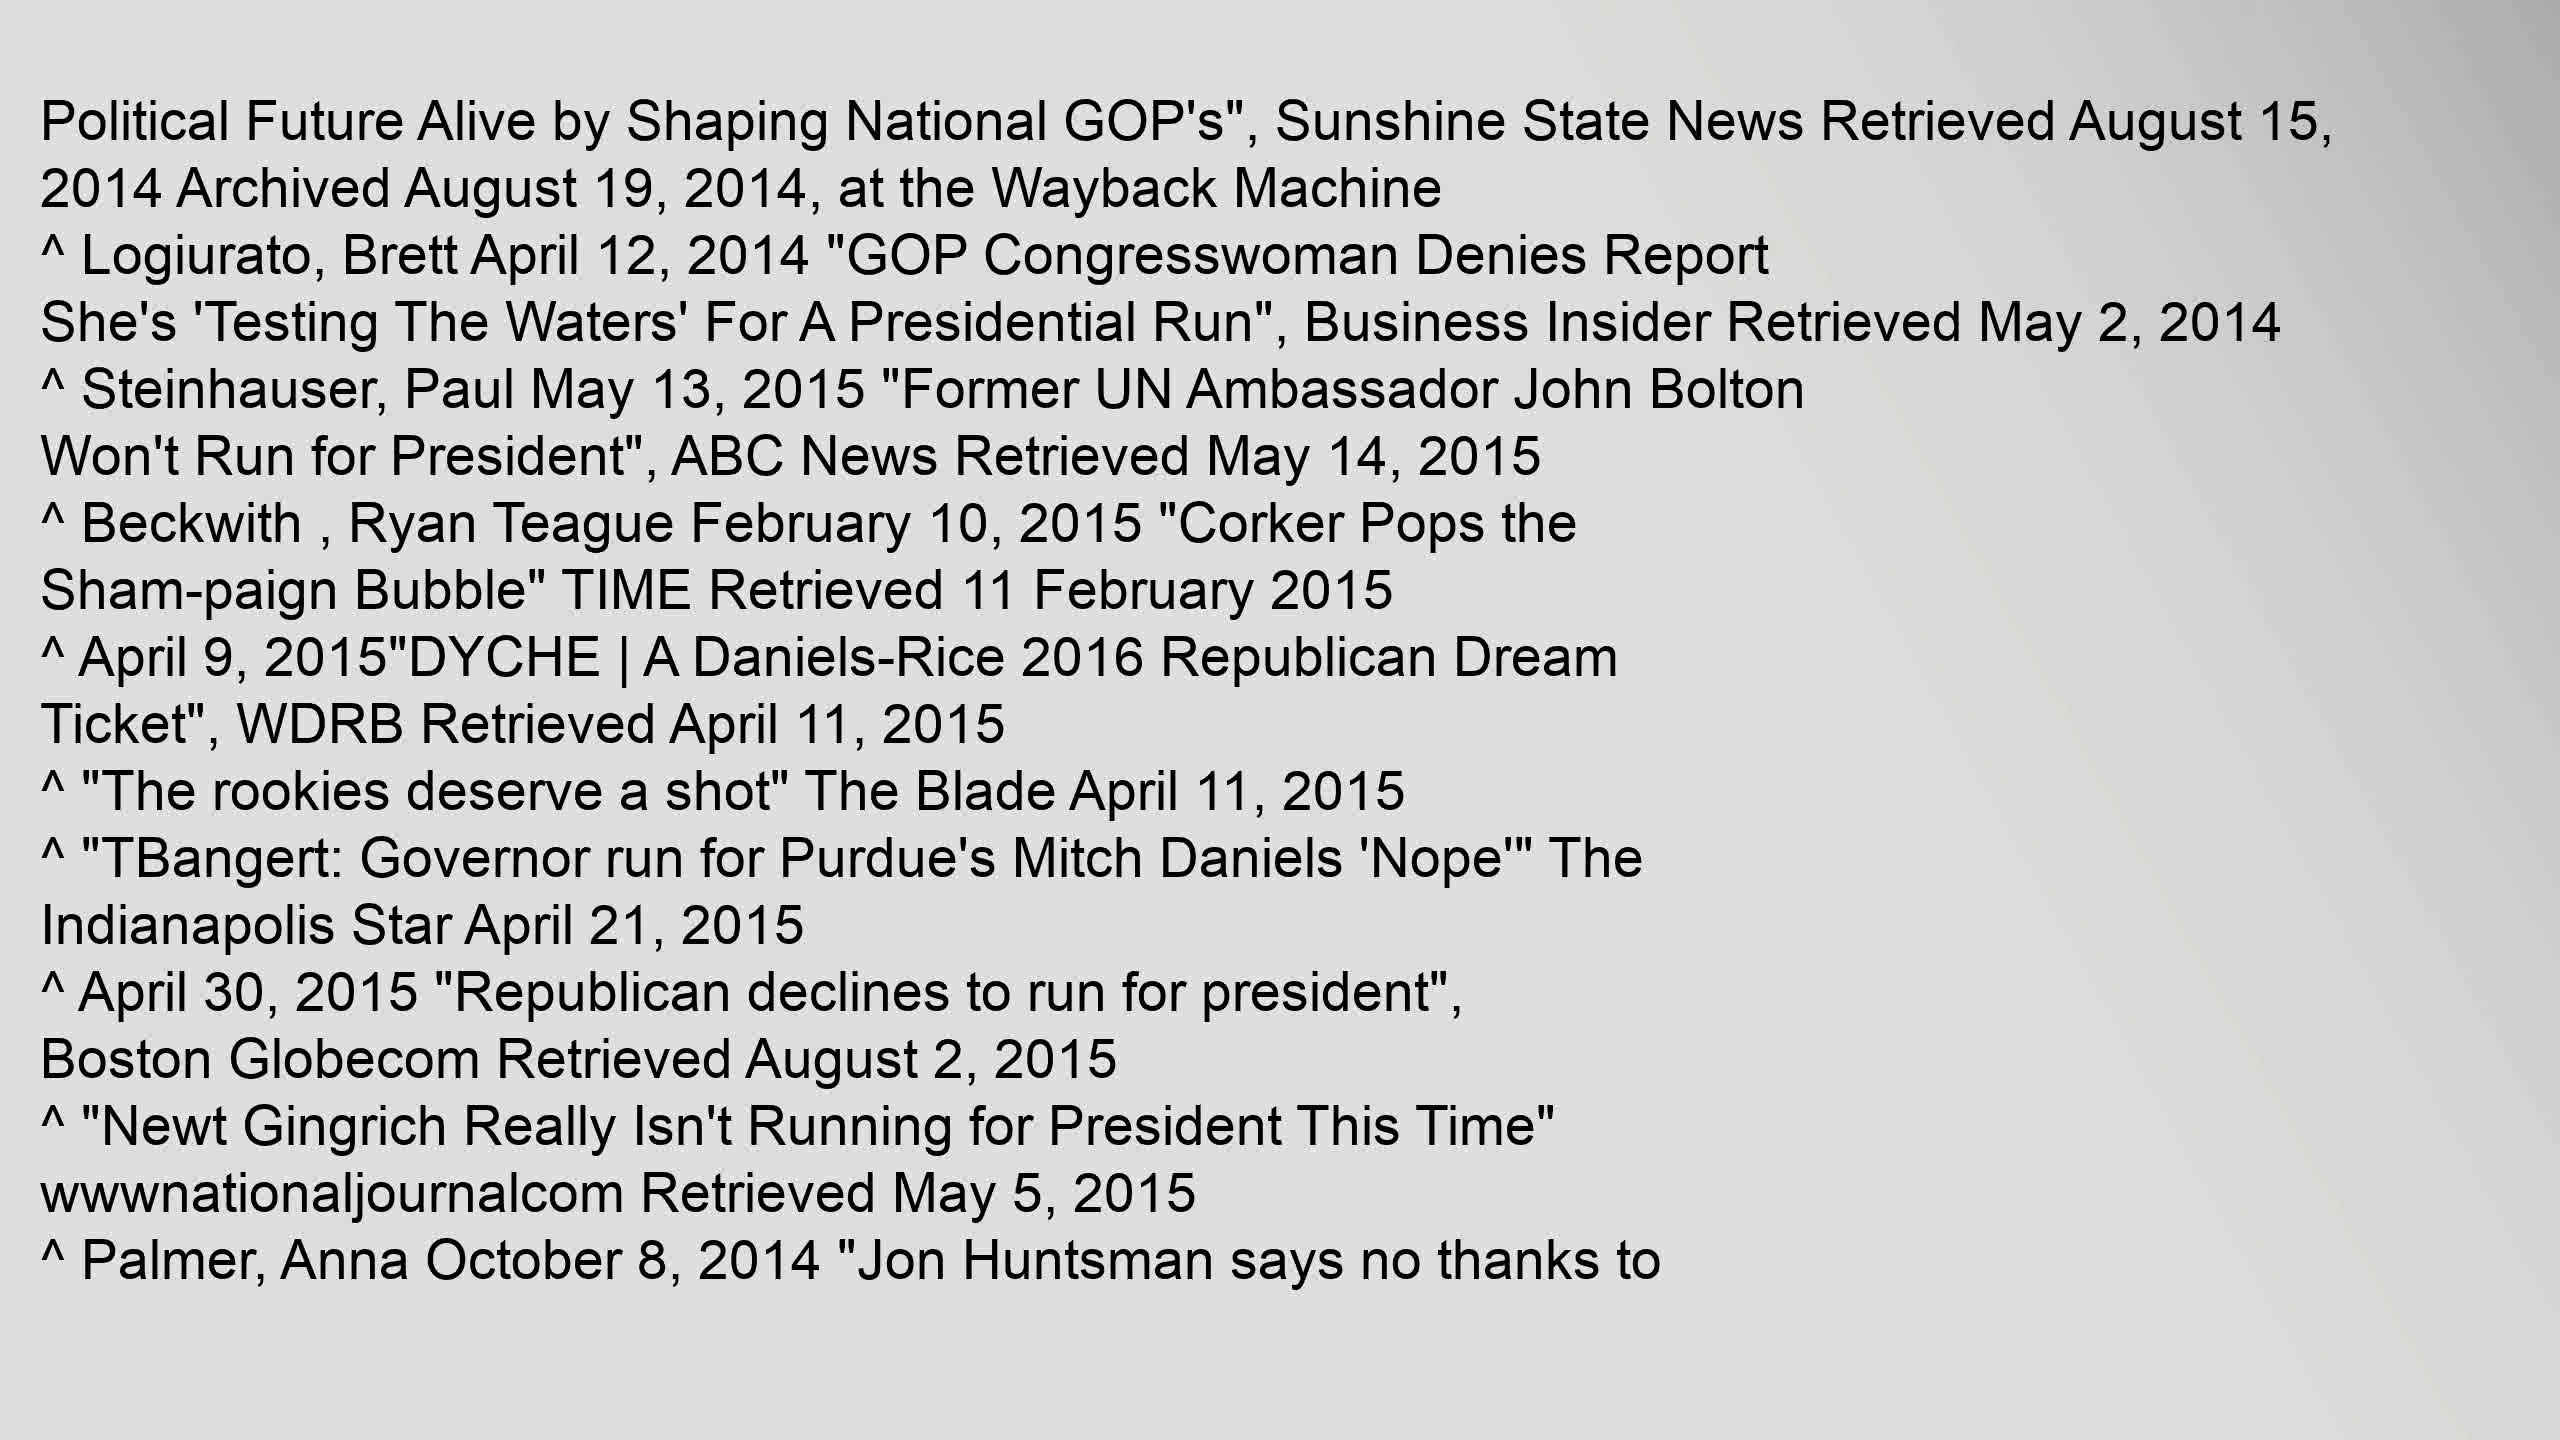 Political Future Alive by Shaping National GOP's", Sunshine State News Retrieved August 15,
2014 Archived August 19, 2014, at the Wayback Machine
^ Logiurato, Brett April 12, 2014 "GOP Congresswoman Denies Report
She's 'Testing The Waters' For A Presidential Run", Business Insider Retrieved May 2, 2014
^ Steinhauser, Paul May 13, 2015 "Former UN Ambassador John Bolton
Won't Run for President", ABC News Retrieved May 14, 2015
^ Beckwith , Ryan Teague February 10, 2015 "Corker Pops the
Sham-paign Bubble" TIME Retrieved 11 February 2015
^ April 9, 2015"DYCHE | A Daniels-Rice 2016 Republican Dream
Ticket", WDRB Retrieved April 11, 2015
^ "The rookies deserve a shot" The Blade April 11, 2015
^ "TBangert: Governor run for Purdue's Mitch Daniels 'Nope'" The
Indianapolis Star April 21, 2015
^ April 30, 2015 "Republican declines to run for president",
Boston Globecom Retrieved August 2, 2015
^ "Newt Gingrich Really Isn't Running for President This Time"
wwwnationaljournalcom Retrieved May 5, 2015
^ Palmer, Anna October 8, 2014 "Jon Huntsman says no thanks to